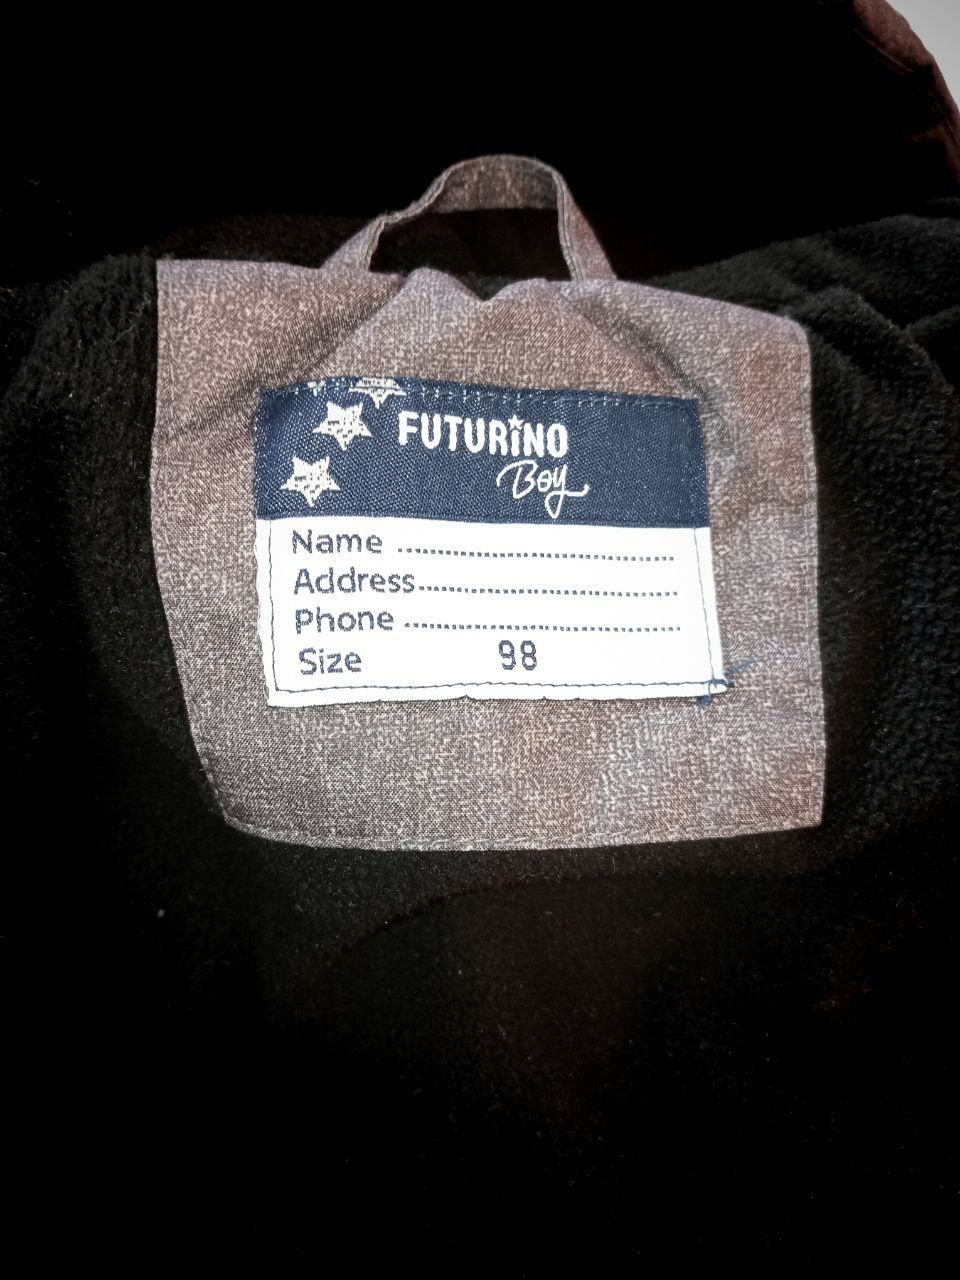 FUTURiNO
Boy
Name ........................................
Address.....................................
Phone .......................................
Size 98